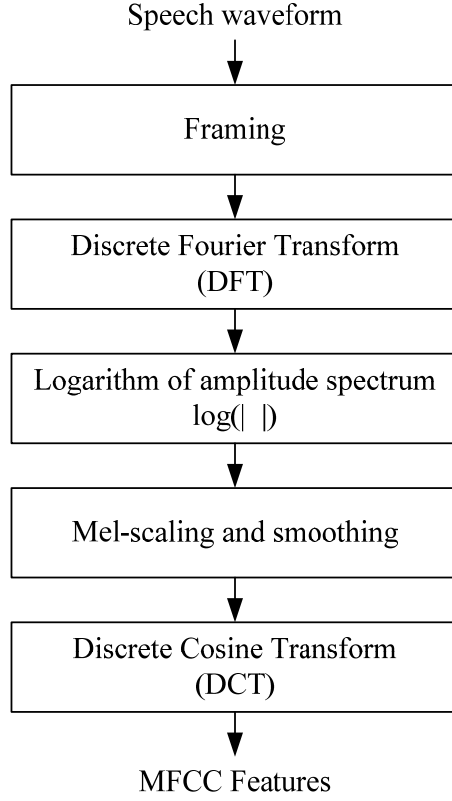 Speech waveform
Framing
Discrete Fourier Transform
(DFT)
Logarithm of amplitude spectrum
log(| |)
Mel-scaling and smoothing
Discrete Cosine Transform
(DCT)
MFCC Features